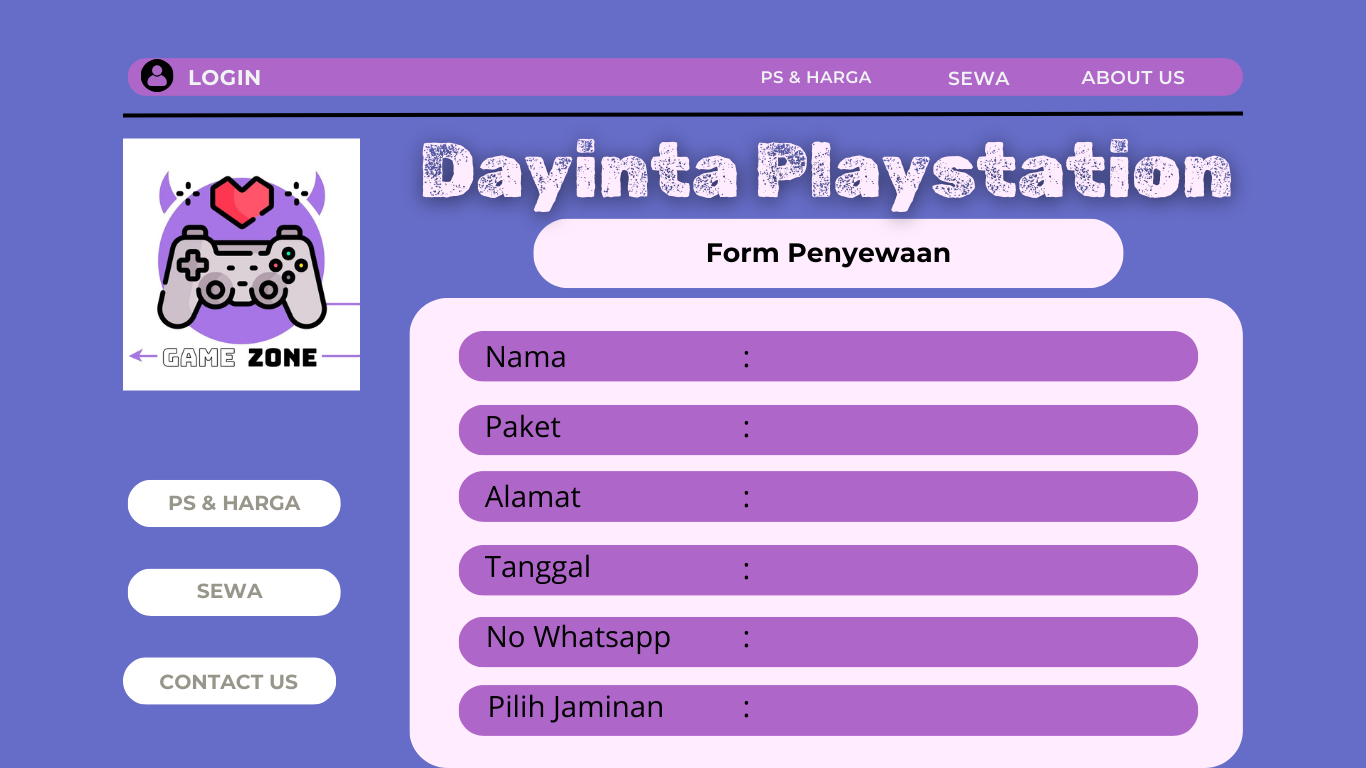 LOGIN
PS & HARGA
SEWA
ABOUT US
Dayinta Playstation
Form Penyewaan
GAME ZONE
Nama :
Paket :
Alamat :
Tanggal :
No Whatsapp :
Pilih Jaminan :
PS & HARGA
SEWA
CONTACT US